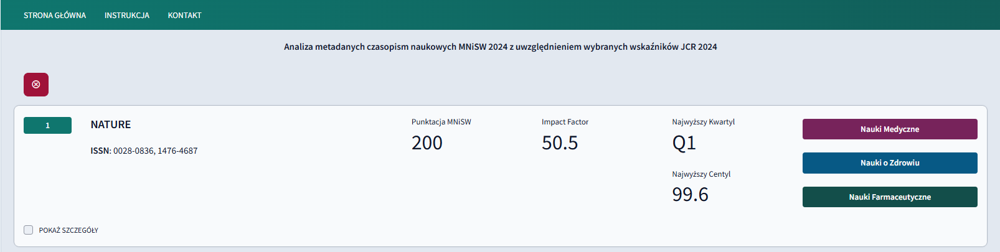 STRONA GŁÓWNA INSTRUKCJA KONTAKT
Analiza metadanych czasopism naukowych MNiSW 2024 z uwzględnieniem wybranych wskaźników JCR 2024
1
NATURE
ISSN: 0028-0836, 1476-4687
Punktacja MNiSW
200
Impact Factor
50.5
Najwyższy Kwartyl
Q1
Najwyższy Centyl
99.6
Nauki Medyczne
Nauki o Zdrowiu
Nauki Farmaceutyczne
POKAŻ SZCZEGÓŁY